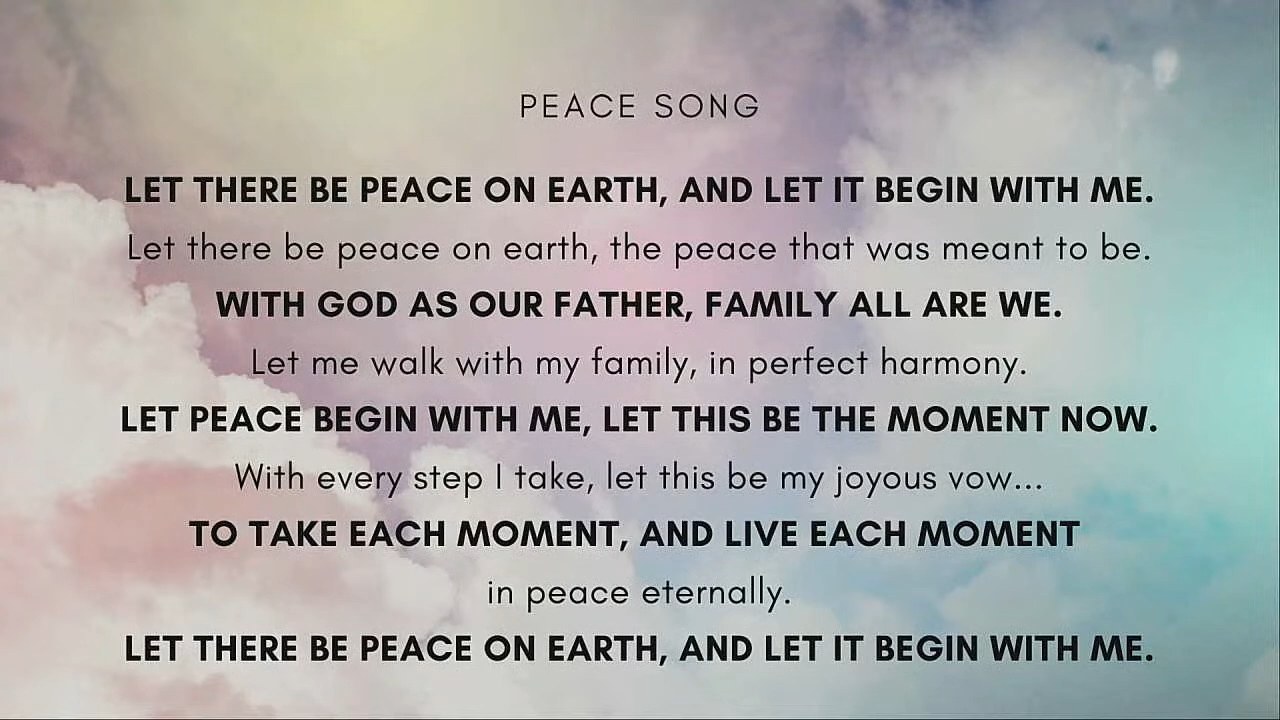 PEACE SONG
LET THERE BE PEACE ON EARTH, AND LET IT BEGIN WITH ME.
Let there be peace on earth, the peace that was meant to be.
WITH GOD AS OUR FATHER, FAMILY ALL ARE WE.
Let me walk with my family, in perfect harmony.
LET PEACE BEGIN WITH ME, LET THIS BE THE MOMENT NOW.
With every step I take, let this be my joyous vow...
TO TAKE EACH MOMENT, AND LIVE EACH MOMENT
in peace eternally.
LET THERE BE PEACE ON EARTH, AND LET IT BEGIN WITH ME.